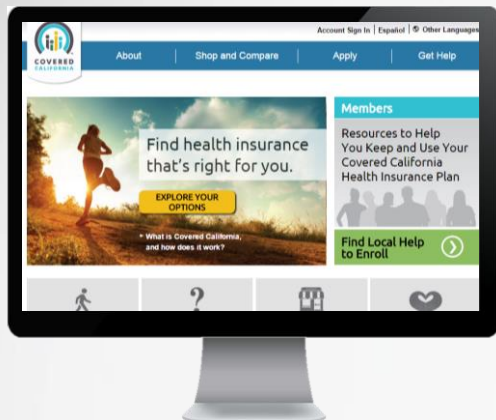 Account Sign In | Español | Other Languages
COVERED
CALIFORNIA
About | Shop and Compare | Apply | Get Help
Find health insurance
that's right for you.
EXPLORE YOUR
OPTIONS
What is Covered California,
and how does it work?
Members
Resources to Help
You Keep and Use Your
Covered California
Health Insurance Plan
Find Local Help
to Enroll
?